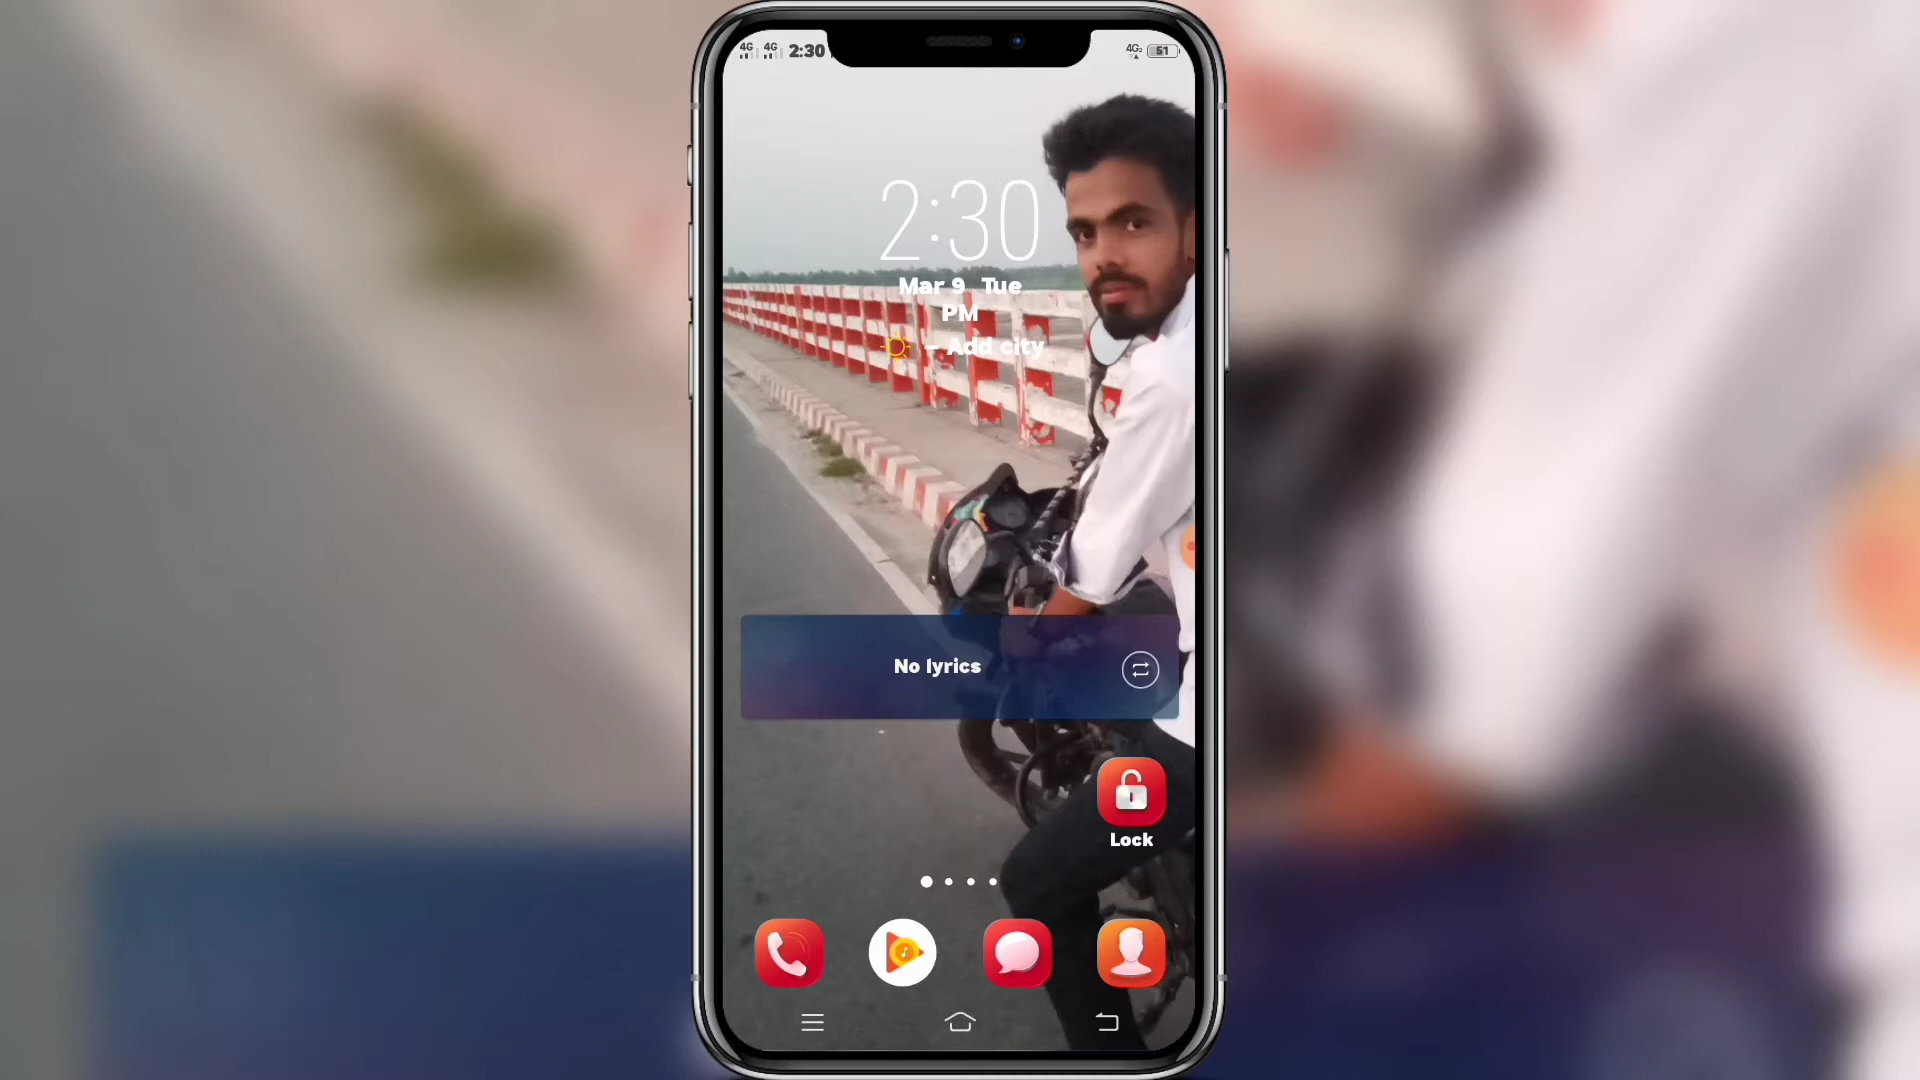 4G 4G 2:30
4G 51
2:30
Mar 9 Tue
PM
– Add city
No lyrics
Lock